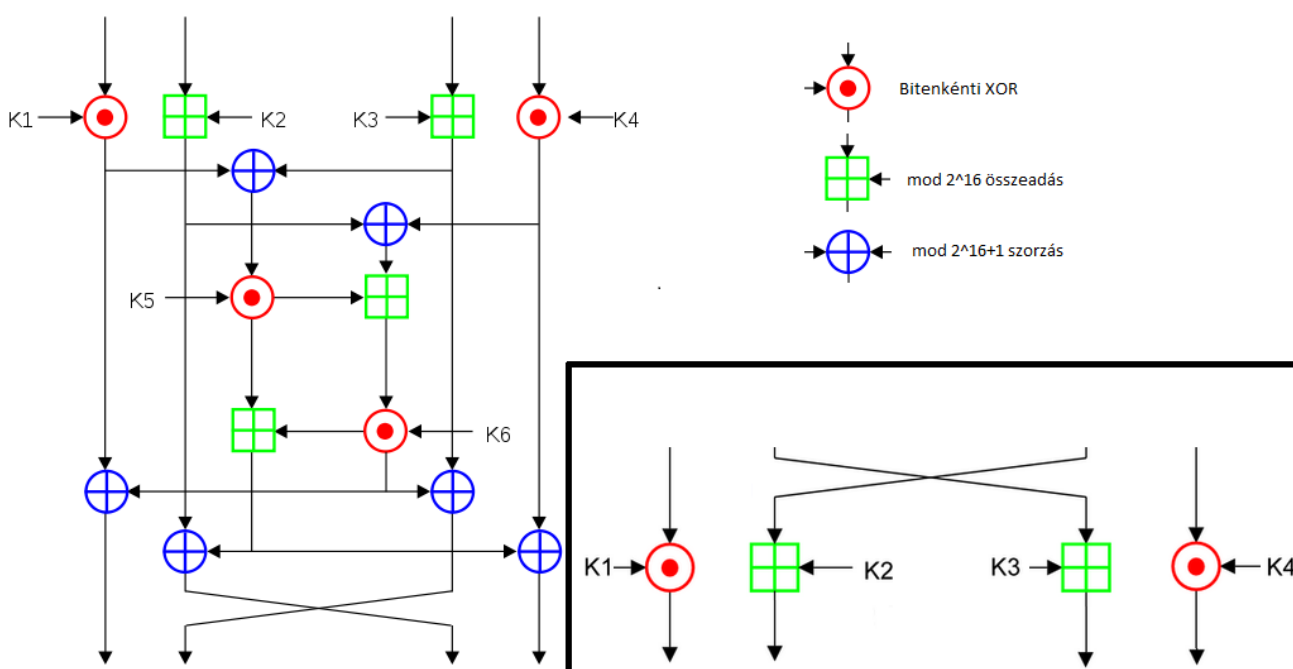 K1
K2
K3
K4
Bitenkénti XOR
mod 2^16 összeadás
mod 2^16+1 szorzás
K5
K6
K1
K2
K3
K4